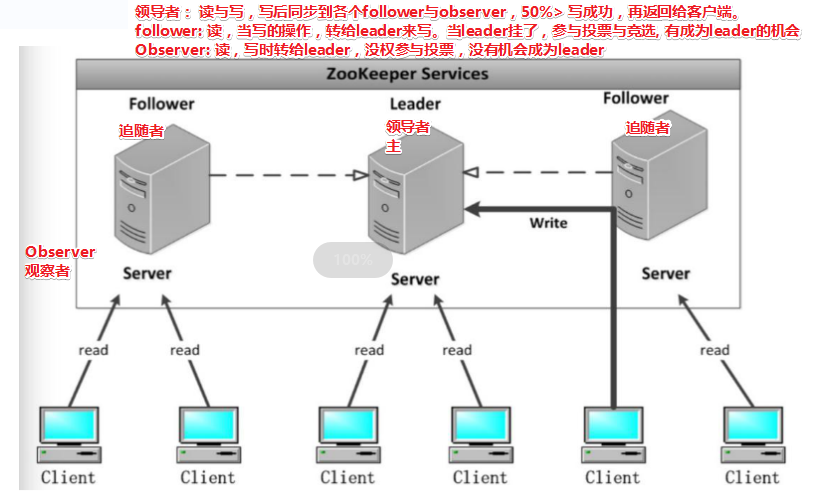 领导者： 读与写，写后同步到各个follower与observer，50%> 写成功，再返回给客户端。
follower: 读，当写的操作，转给leader来写。当leader挂了，参与投票与竞选, 有成为leader的机会
Observer: 读，写时转给leader，没权参与投票，没有机会成为leader
ZooKeeper Services
Follower
Leader
Follower
追随者
领导者
主
追随者
Write
Observer
观察者
100%
Server
Server
Server
read
read
read
read
read
Client
Client
Client
Client
Client
Client